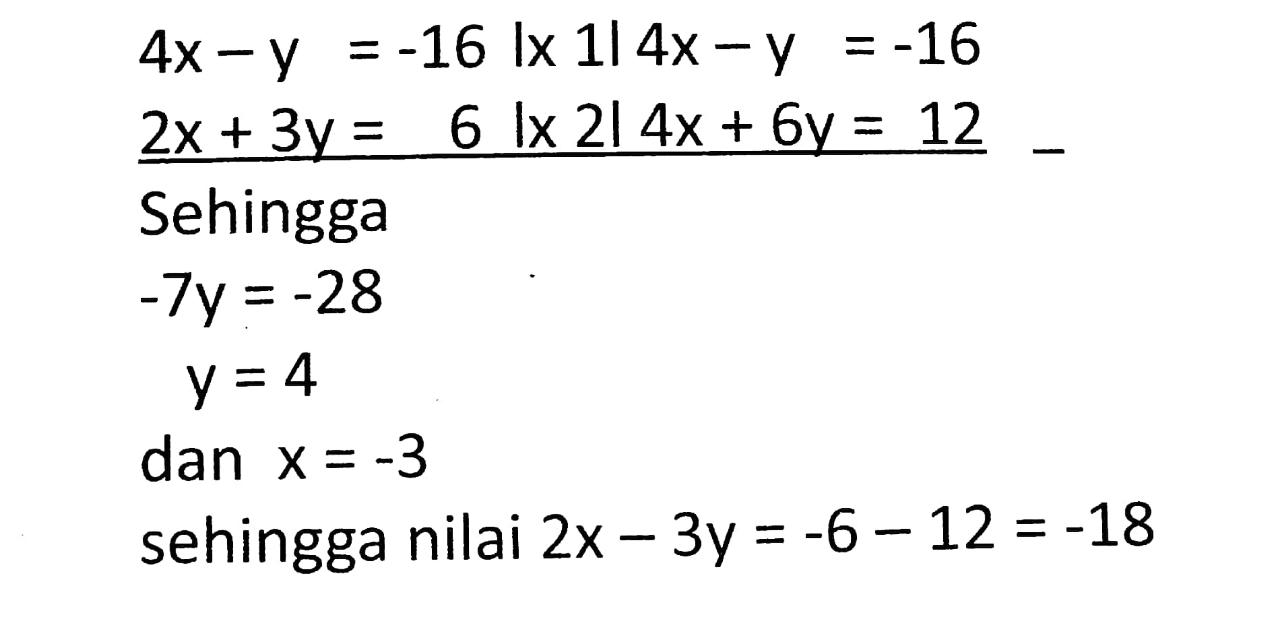 4x – y = -16 |x 1| 4x – y = -16
2x + 3y = 6 |x 2| 4x + 6y = 12 –
Sehingga
-7y = -28
y = 4
dan x = -3
sehingga nilai 2x – 3y = -6 – 12 = -18